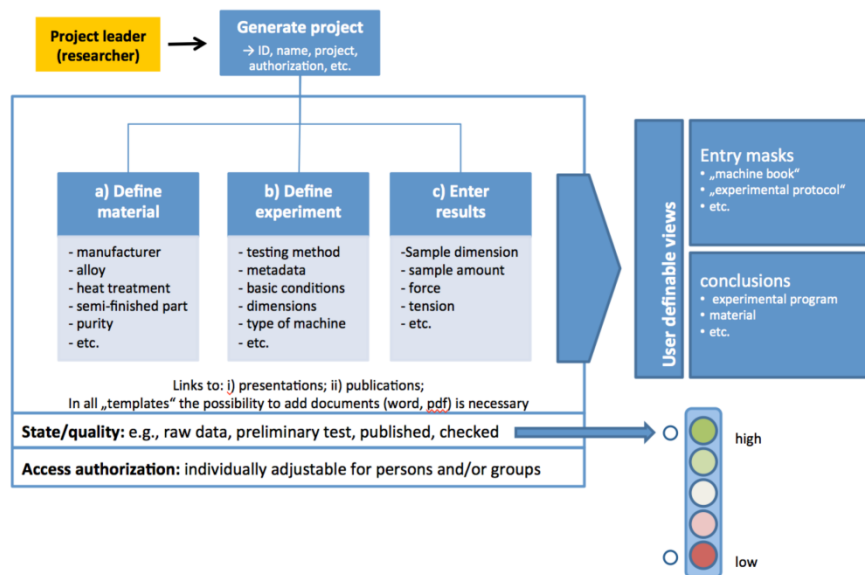 Project leader
(researcher)
Generate project
→ ID, name, project,
authorization, etc.
a) Define
material
- manufacturer
- alloy
- heat treatment
- semi-finished part
- purity
- etc.
b) Define
experiment
- testing method
- metadata
- basic conditions
- dimensions
- type of machine
- etc.
c) Enter
results
-Sample dimension
- sample amount
- force
- tension
- etc.
Links to: i) presentations; ii) publications;
In all „templates“ the possibility to add documents (word, pdf) is necessary
State/quality: e.g., raw data, preliminary test, published, checked
Access authorization: individually adjustable for persons and/or groups
User definable views
Entry masks
• „machine book“
• „experimental protocol“
• etc.
conclusions
• experimental program
• material
• etc.
high
low